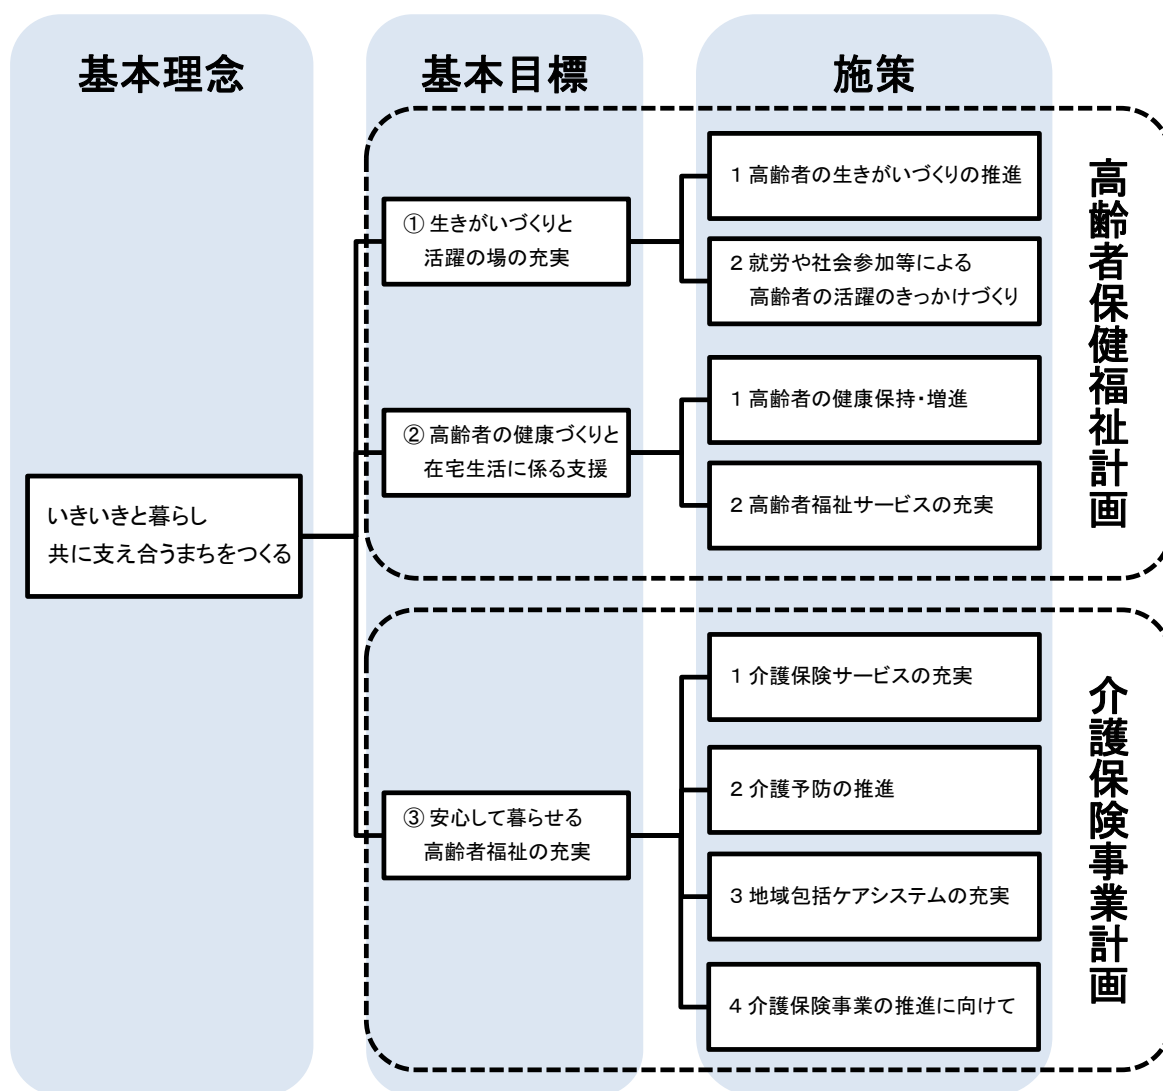 基本理念
基本目標
施策
いきいきと暮らし
共に支え合うまちをつくる
高齢者保健福祉計画
① 生きがいづくりと
活躍の場の充実
1 高齢者の生きがいづくりの推進
2 就労や社会参加等による
高齢者の活躍のきっかけづくり
② 高齢者の健康づくりと
在宅生活に係る支援
1 高齢者の健康保持・増進
2 高齢者福祉サービスの充実
介護保険事業計画
③ 安心して暮らせる
高齢者福祉の充実
1 介護保険サービスの充実
2 介護予防の推進
3 地域包括ケアシステムの充実
4 介護保険事業の推進に向けて